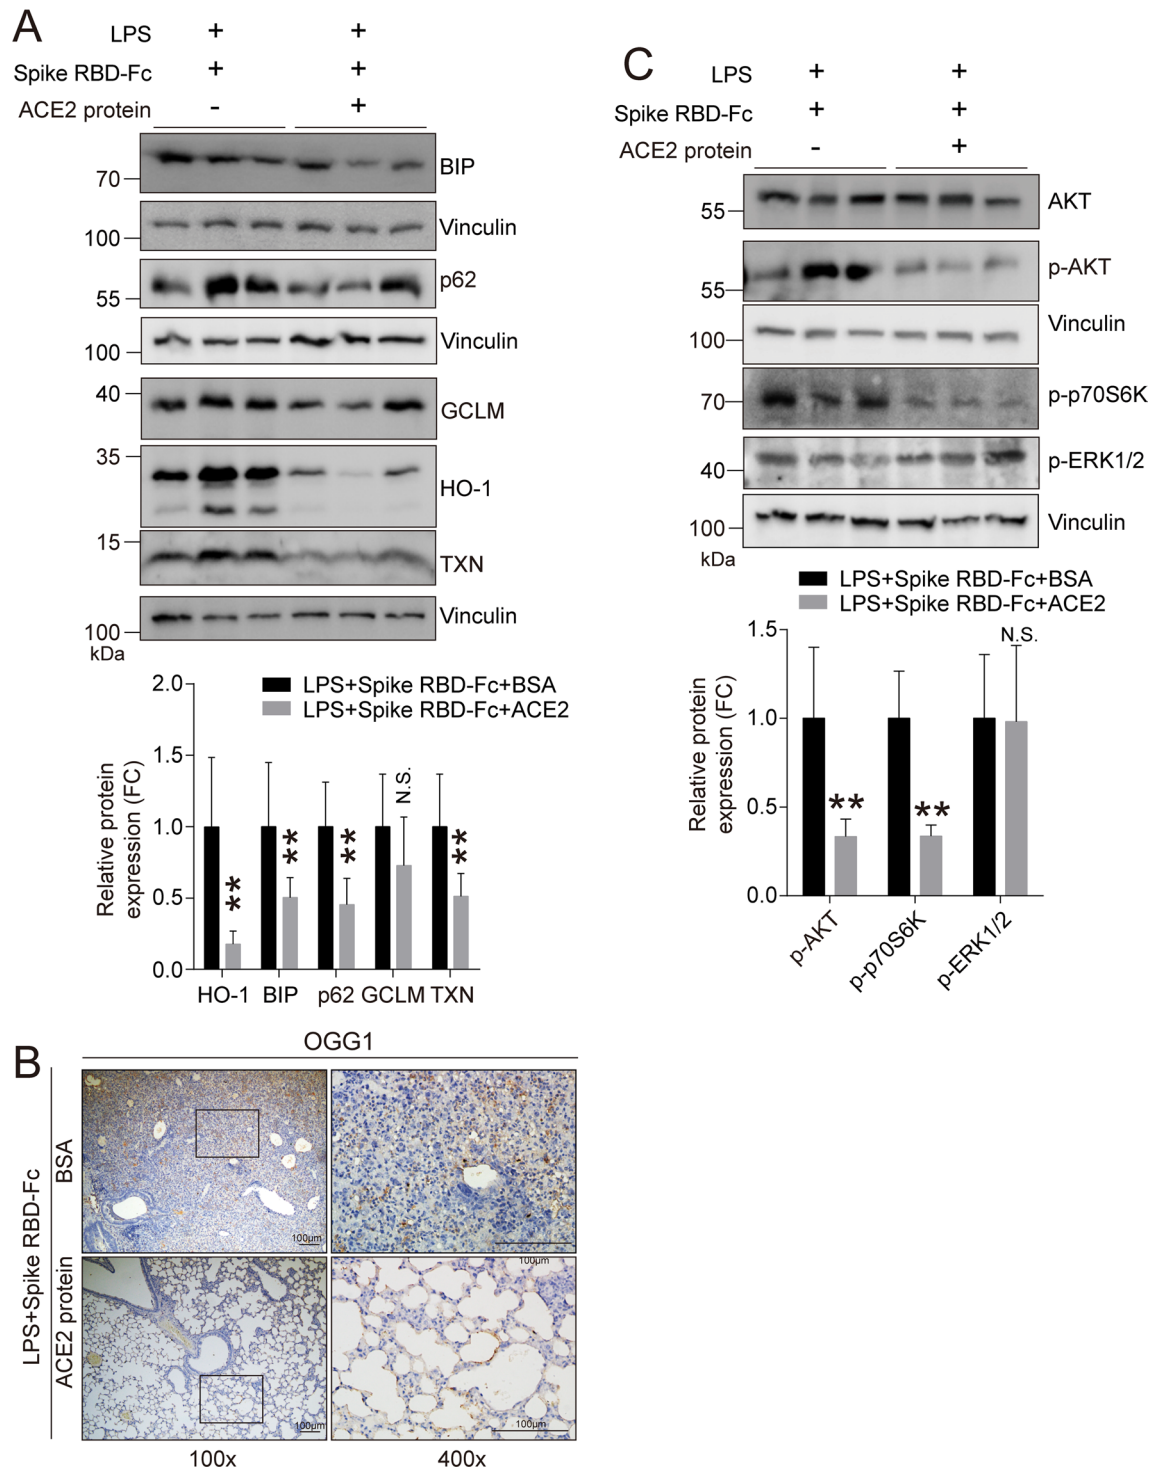 A
LPS + +
Spike RBD-Fc + +
ACE2 protein - +
70 BIP
100 Vinculin
55 p62
100 Vinculin
40 GCLM
35 HO-1
15 TXN
100 Vinculin
kDa
2.0
1.5
1.0
0.5
0.0
Relative protein
expression (FC)
LPS+Spike RBD-Fc+BSA
LPS+Spike RBD-Fc+ACE2
** ** ** N.S. **
HO-1 BIP p62 GCLM TXN
B
OGG1
LPS+Spike RBD-Fc
BSA
ACE2 protein
100μm
100μm
100μm
100μm
100x 400x
C
LPS + +
Spike RBD-Fc + +
ACE2 protein - +
55 AKT
55 p-AKT
100 Vinculin
70 p-p70S6K
40 p-ERK1/2
100 Vinculin
kDa
LPS+Spike RBD-Fc+BSA
LPS+Spike RBD-Fc+ACE2
1.5
1.0
0.5
0.0
Relative protein
expression (FC)
** ** N.S.
p-AKT
p-p70S6K
p-ERK1/2